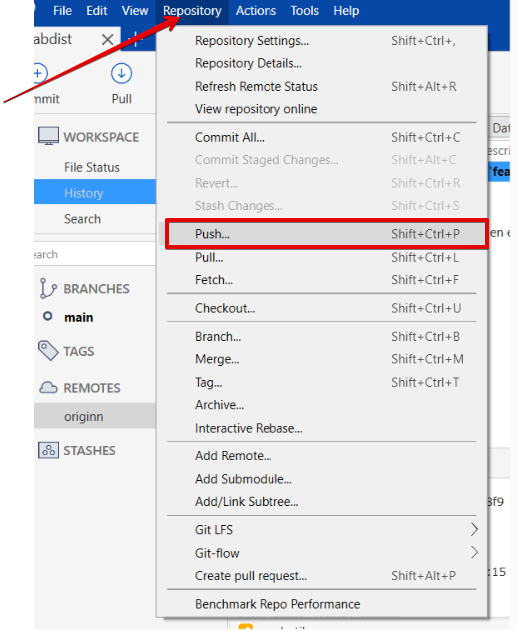 File Edit View Repository Actions Tools Help
abdist
mmit Pull
WORKSPACE
File Status
History
Search
earch
BRANCHES
main
TAGS
REMOTES
originn
STASHES
Repository Settings... Shift+Ctrl+,
Repository Details...
Refresh Remote Status Shift+Alt+R
View repository online
Commit All... Shift+Ctrl+C
Commit Staged Changes... Shift+Alt+C
Revert... Shift+Ctrl+R
Stash Changes... Shift+Ctrl+S
Push... Shift+Ctrl+P
Pull... Shift+Ctrl+L
Fetch... Shift+Ctrl+F
Checkout... Shift+Ctrl+U
Branch... Shift+Ctrl+B
Merge... Shift+Ctrl+M
Tag... Shift+Ctrl+T
Archive...
Interactive Rebase...
Add Remote...
Add Submodule...
Add/Link Subtree...
Git LFS
Git-flow
Create pull request... Shift+Alt+P
Benchmark Repo Performance
Dat
escri
'fea
en e
8f9
:15